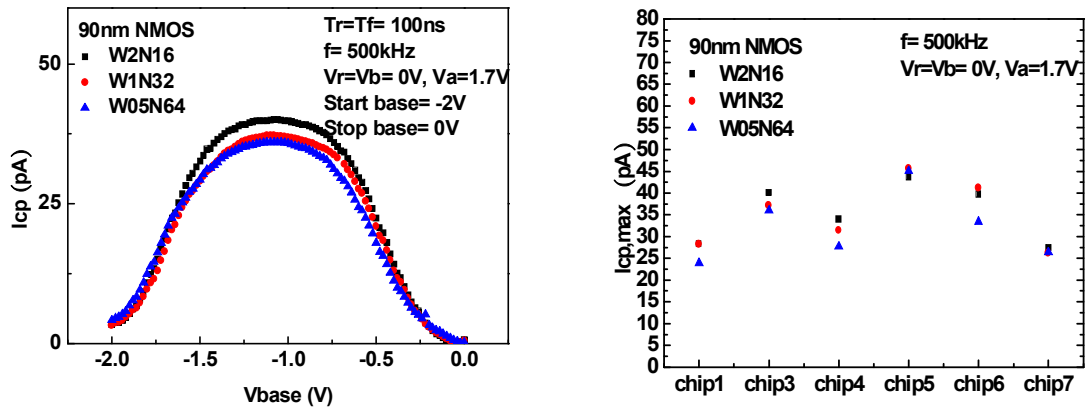 90nm NMOS
W2N16
W1N32
W05N64
Tr=Tf= 100ns
f= 500kHz
Vr=Vb= 0V, Va=1.7V
Start base= -2V
Stop base= 0V
50
25
0
Icp (pA)
-2.0 -1.5 -1.0 -0.5 0.0
Vbase (V)
90nm NMOS
W2N16
W1N32
W05N64
f= 500kHz
Vr=Vb= 0V, Va=1.7V
80
75
70
65
60
55
50
45
40
35
30
25
20
15
10
5
0
Icp,max (pA)
chip1 chip3 chip4 chip5 chip6 chip7